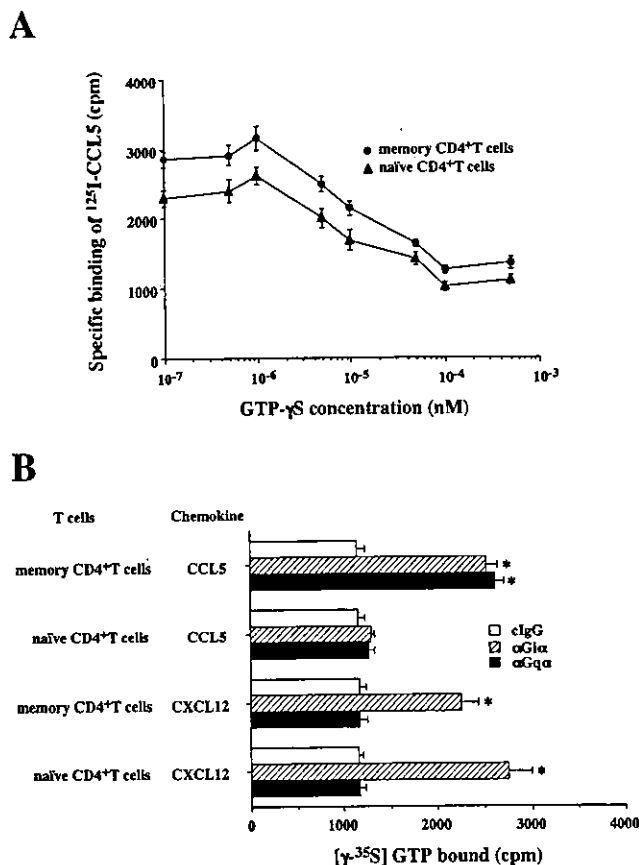 A
4000
3000
2000
1000
0
Specific binding of ¹²⁵I-CCL5 (cpm)
memory CD4⁺T cells
naïve CD4⁺T cells
10⁻⁷ 10⁻⁶ 10⁻⁵ 10⁻⁴ 10⁻³
GTP-γS concentration (nM)
B
T cells Chemokine
memory CD4⁺T cells CCL5 * *
naïve CD4⁺T cells CCL5
cIgG
αGiα
αGqα
memory CD4⁺T cells CXCL12 *
naïve CD4⁺T cells CXCL12 *
0 1000 2000 3000 4000
[γ-³⁵S] GTP bound (cpm)